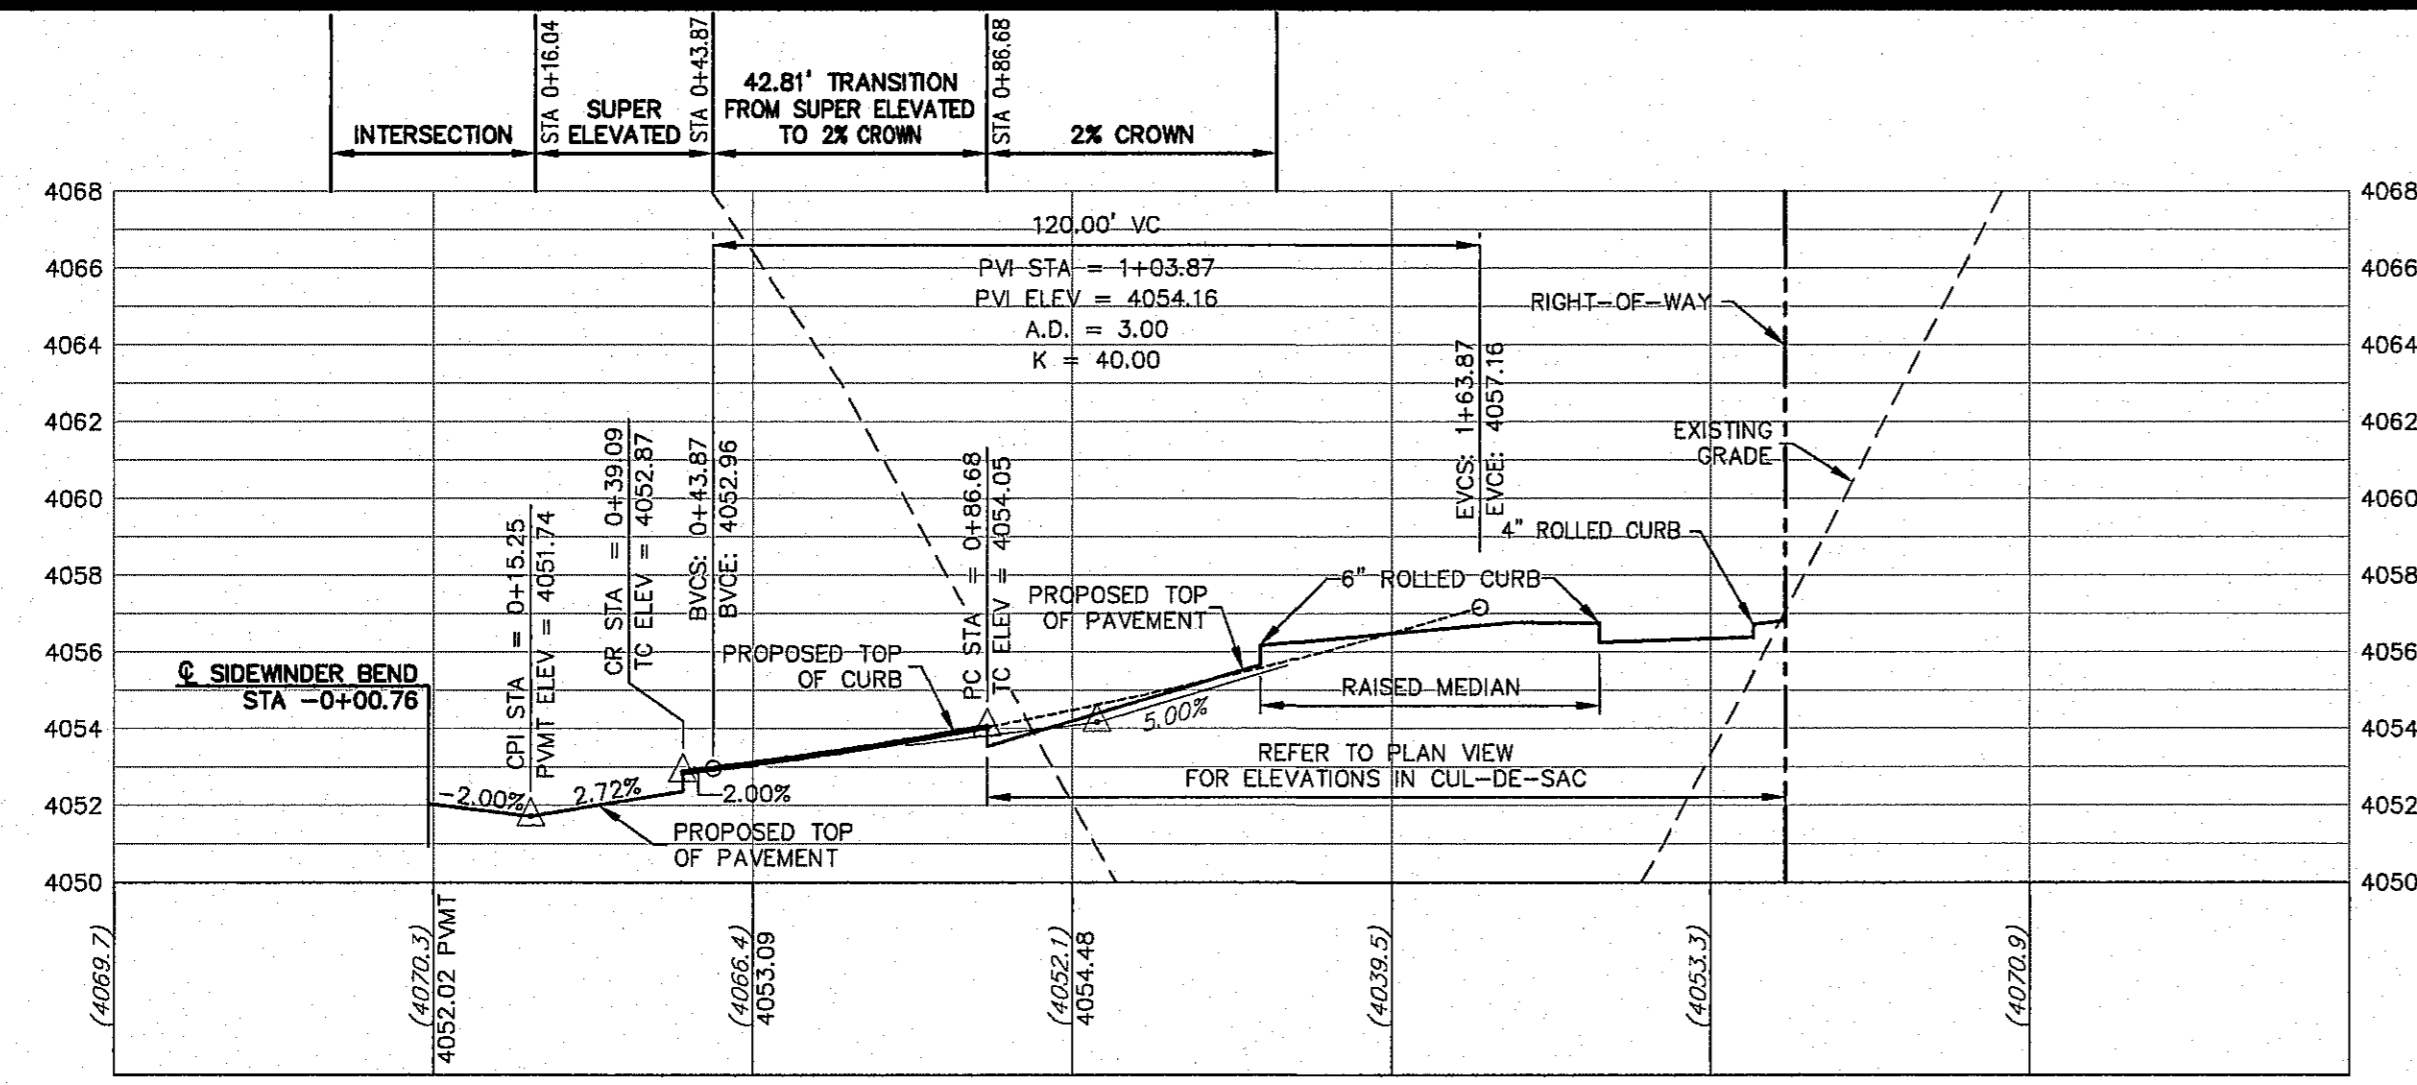 STA 0+16.04
STA 0+43.87
STA 0+86.68
INTERSECTION
SUPER
ELEVATED
42.81' TRANSITION
FROM SUPER ELEVATED
TO 2% CROWN
2% CROWN
4068
4066
4064
4062
4060
4058
4056
4054
4052
4050
4068
4066
4064
4062
4060
4058
4056
4054
4052
4050
120.00' VC
PVI STA = 1+03.87
PVI ELEV = 4054.16
A.D. = 3.00
K = 40.00
RIGHT-OF-WAY
EXISTING
GRADE
EVCS: 1+63.87
EVCE: 4057.16
4" ROLLED CURB
6" ROLLED CURB
PROPOSED TOP
OF PAVEMENT
CPI STA = 0+15.25
PVMT ELEV = 4051.74
CR STA = 0+39.09
TC ELEV = 4052.87
BVCS: 0+43.87
BVCE: 4052.96
PC STA = 0+86.68
TC ELEV = 4054.05
PROPOSED TOP
OF CURB
℄ SIDEWINDER BEND
STA -0+00.76
RAISED MEDIAN
5.00%
REFER TO PLAN VIEW
FOR ELEVATIONS IN CUL-DE-SAC
-2.00%
2.72%
2.00%
PROPOSED TOP
OF PAVEMENT
(4069.7)
(4070.3)
4052.02 PVMT
(4066.4)
4053.09
(4052.1)
4054.48
(4039.5)
(4053.3)
(4070.9)